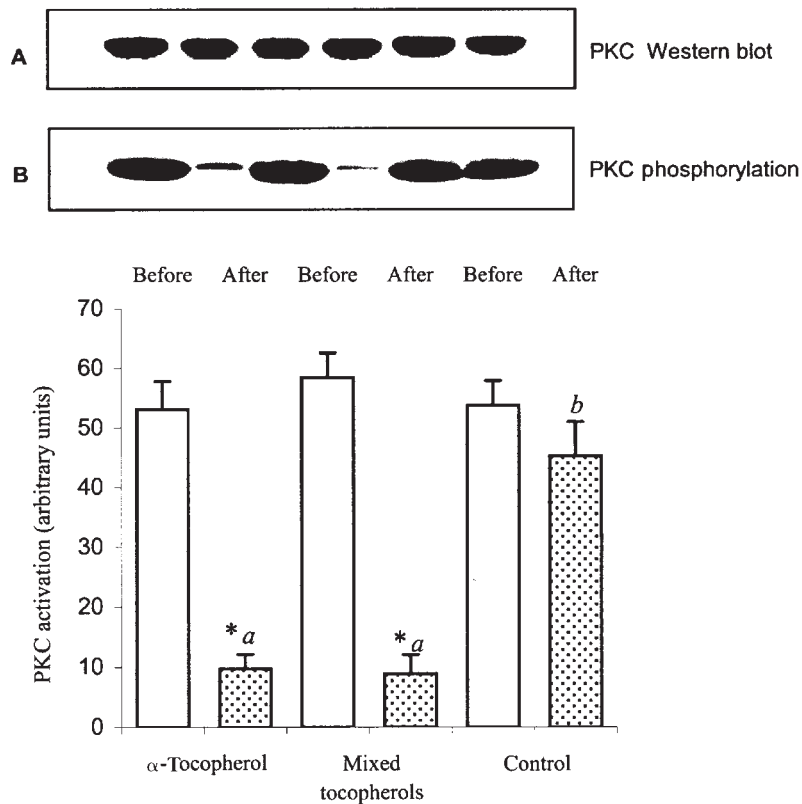 A PKC Western blot
B PKC phosphorylation
Before After Before After Before After
PKC activation (arbitrary units)
70
60
50
40
30
20
10
0
* a
* a
b
α-Tocopherol Mixed tocopherols Control